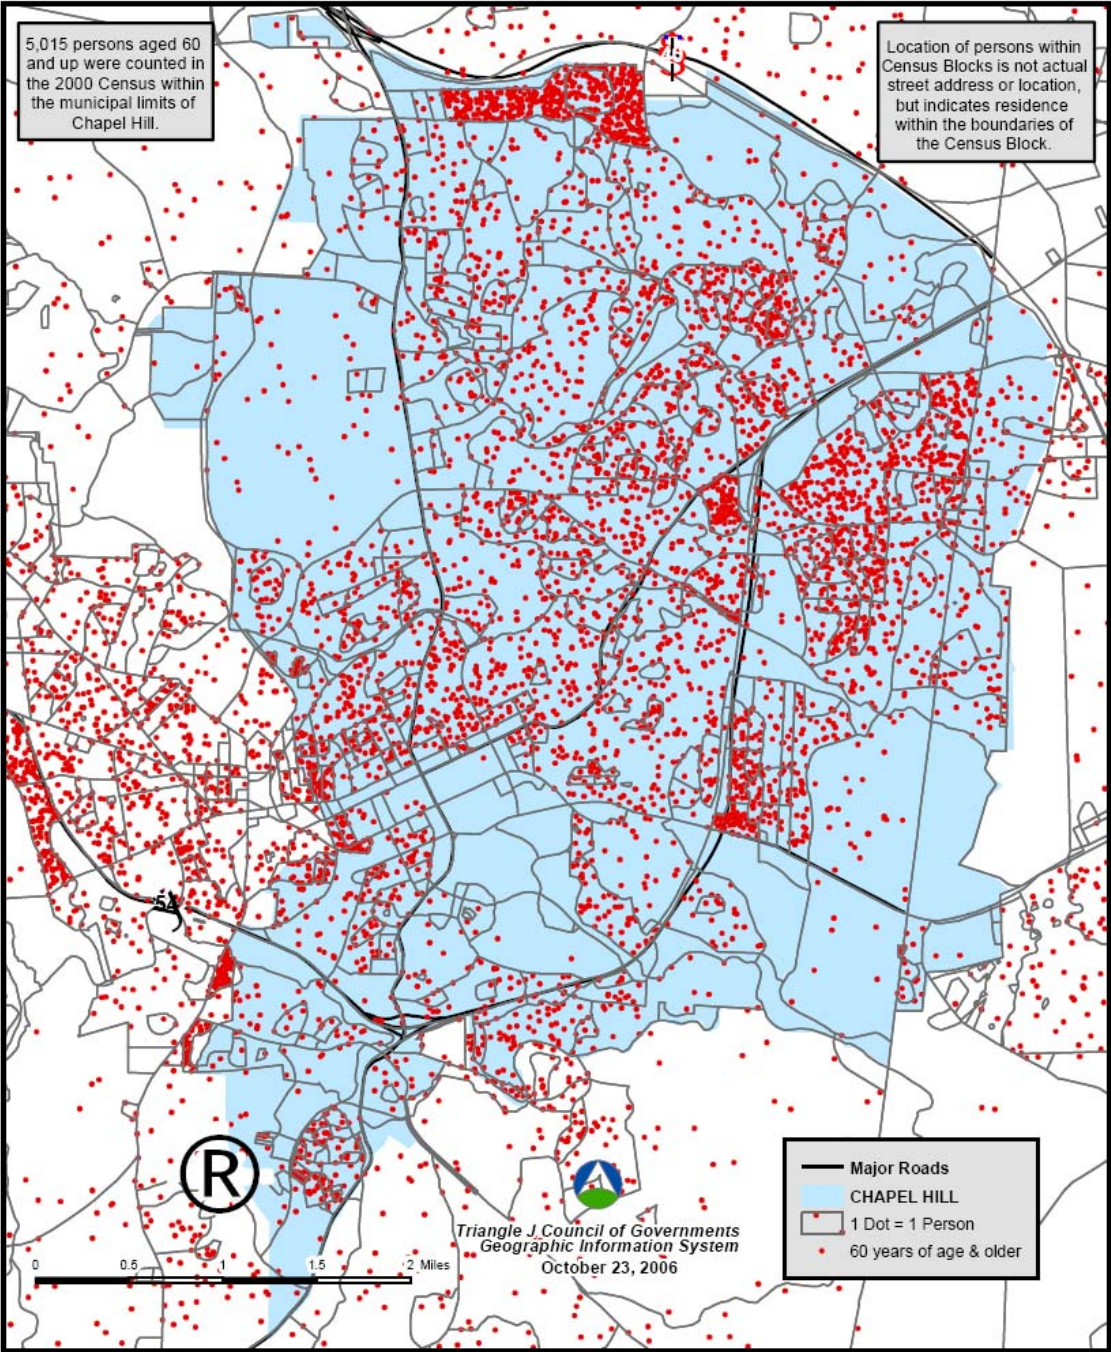 5,015 persons aged 60
and up were counted in
the 2000 Census within
the municipal limits of
Chapel Hill.
Location of persons within
Census Blocks is not actual
street address or location,
but indicates residence
within the boundaries of
the Census Block.
54
R
Triangle J Council of Governments
Geographic Information System
October 23, 2006
0 0.5 1 1.5 2 Miles
Major Roads
CHAPEL HILL
1 Dot = 1 Person
60 years of age & older